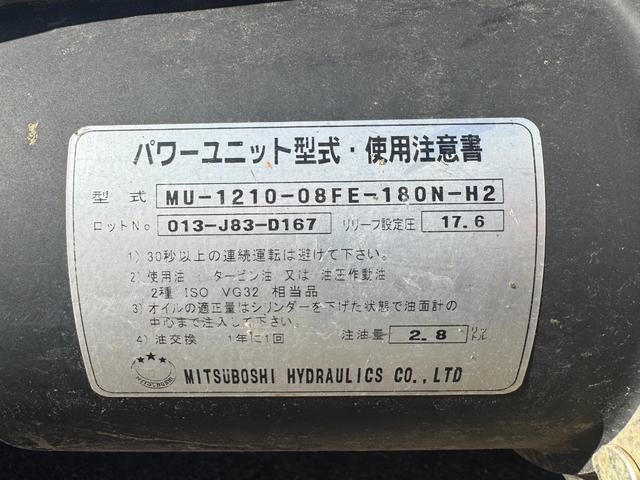 パワーユニット型式・使用注意書
型式 MU-1210-08FE-180N-H2
ロットNo 013-J83-D167 リリーフ設定圧 17.6
1) 30秒以上の連続運転は避けて下さい。
2) 使用油 : タービン油 又は 油圧作動油
2種 ISO VG32 相当品
3) オイルの適正量はシリンダーを下げた状態で油面計の
中心まで注入して下さい。
4) 油交換 1年に1回 注油量 2.8 リットル
MITSUBOSHI HYDRAULICS CO.,LTD